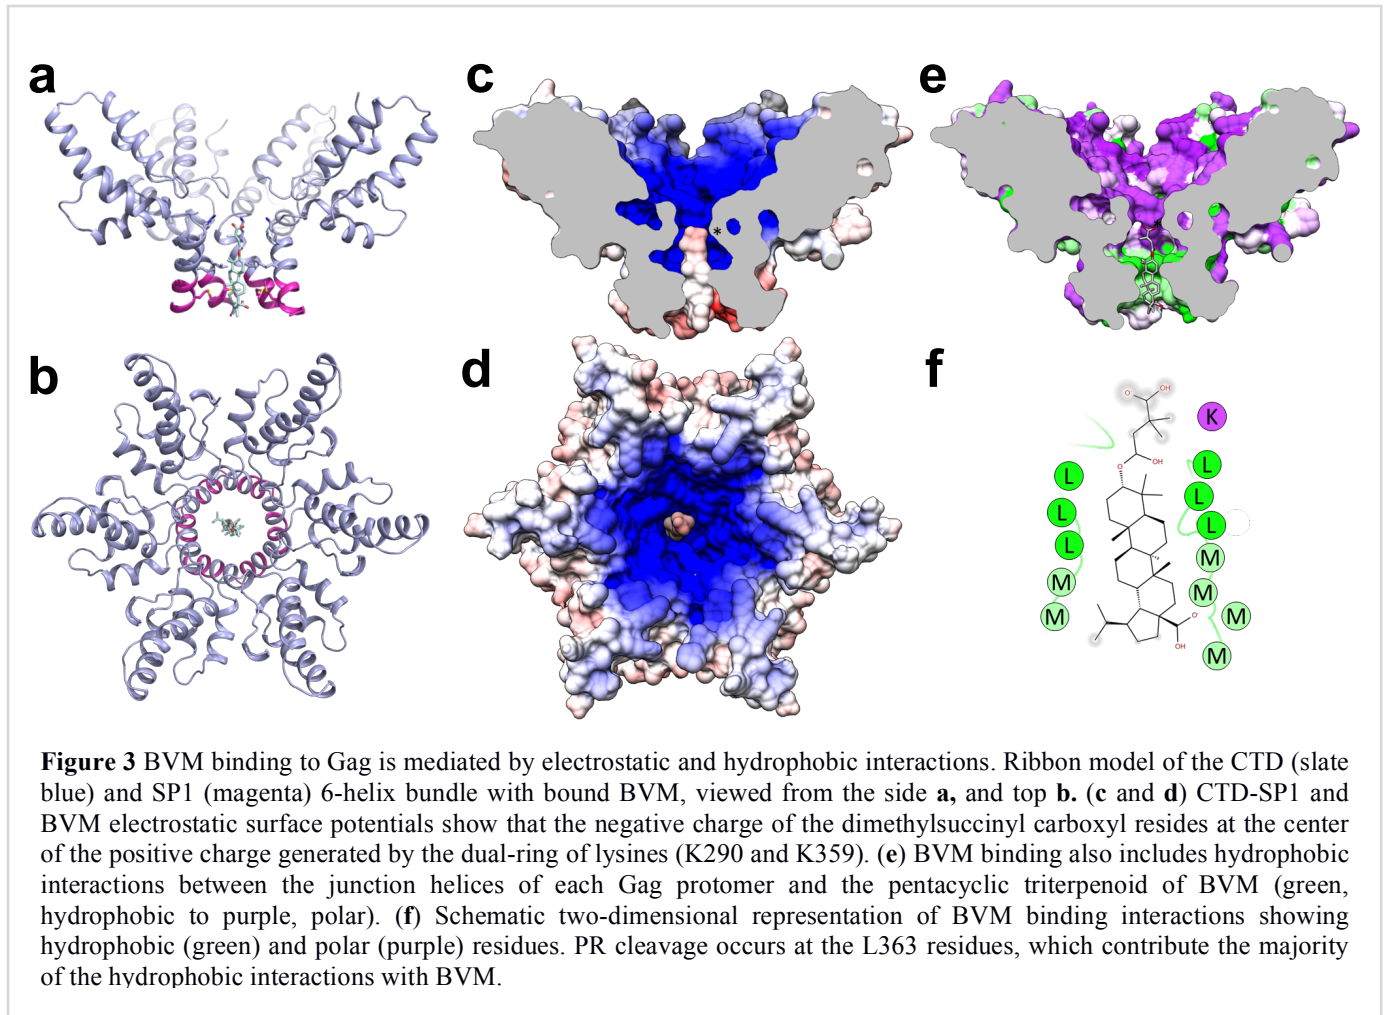 a
c
e
b
d
f
*
O⁻
OH
K
O
OH
L
L
L
L
L
L
M
M
M
M
M
M
O⁻
OH
Figure 3 BVM binding to Gag is mediated by electrostatic and hydrophobic interactions. Ribbon model of the CTD (slate
blue) and SP1 (magenta) 6-helix bundle with bound BVM, viewed from the side a, and top b. (c and d) CTD-SP1 and
BVM electrostatic surface potentials show that the negative charge of the dimethylsuccinyl carboxyl resides at the center
of the positive charge generated by the dual-ring of lysines (K290 and K359). (e) BVM binding also includes hydrophobic
interactions between the junction helices of each Gag protomer and the pentacyclic triterpenoid of BVM (green,
hydrophobic to purple, polar). (f) Schematic two-dimensional representation of BVM binding interactions showing
hydrophobic (green) and polar (purple) residues. PR cleavage occurs at the L363 residues, which contribute the majority
of the hydrophobic interactions with BVM.